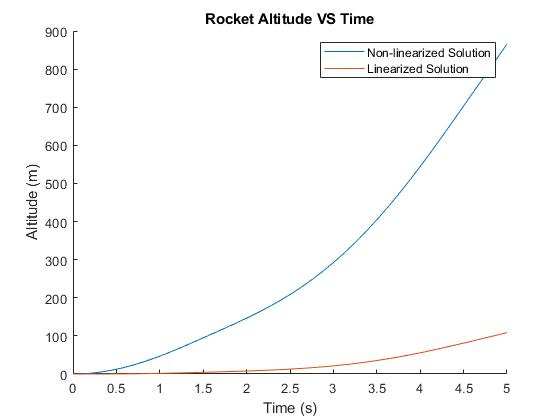 Rocket Altitude VS Time
900
800
700
600
500
400
300
200
100
0
Altitude (m)
Non-linearized Solution
Linearized Solution
0 0.5 1 1.5 2 2.5 3 3.5 4 4.5 5
Time (s)